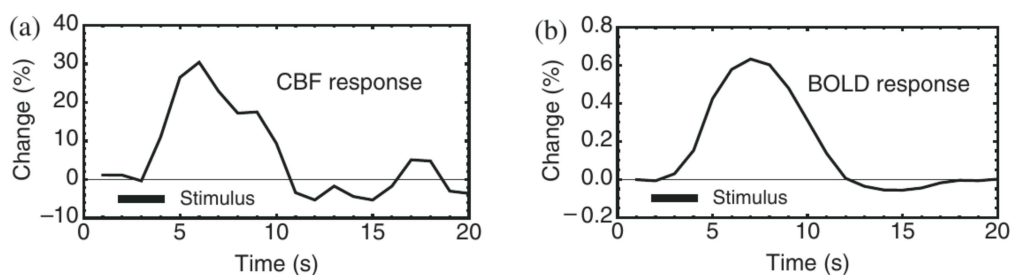 (a)
Change (%)
40
30
20
10
0
−10
CBF response
Stimulus
0 5 10 15 20
Time (s)
(b)
Change (%)
0.8
0.6
0.4
0.2
0.0
−0.2
BOLD response
Stimulus
0 5 10 15 20
Time (s)